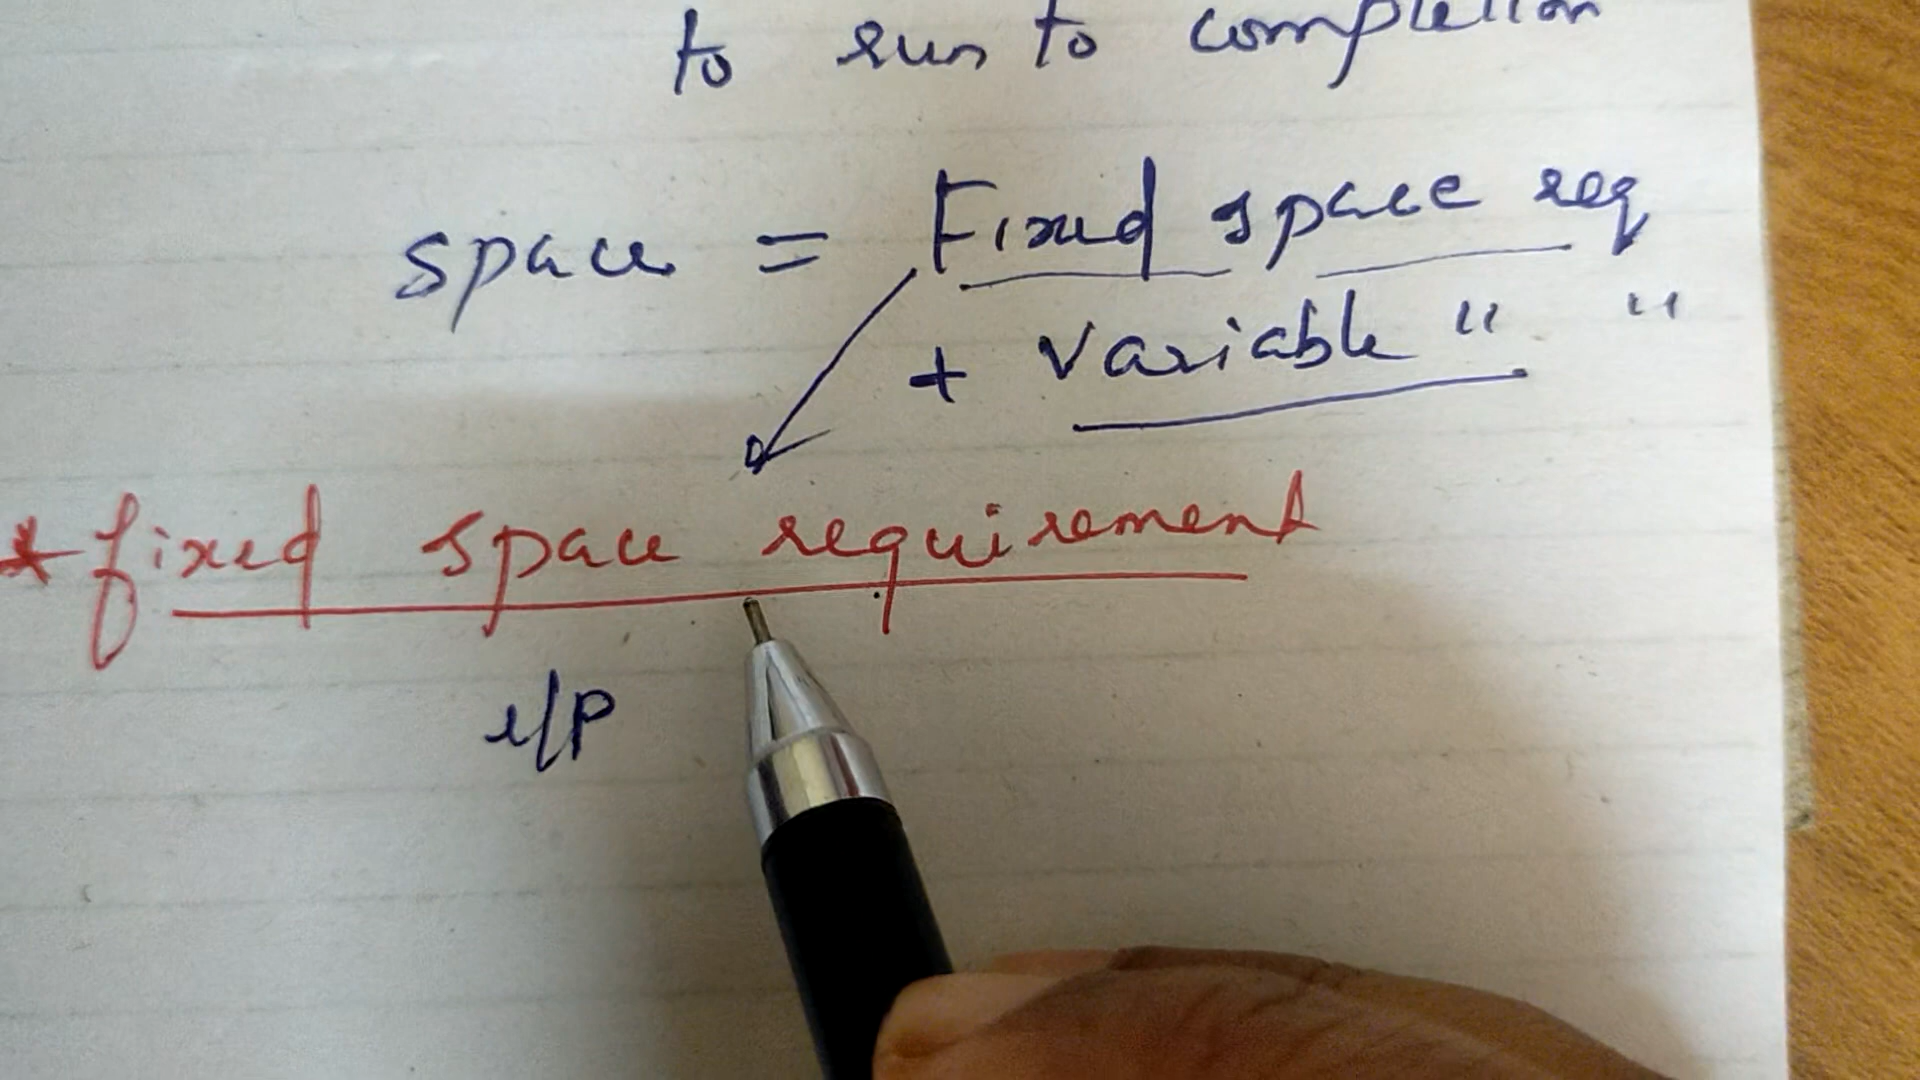 to run to completion
space = Fixed space req
+ Variable " "
* fixed space requirement
i/P